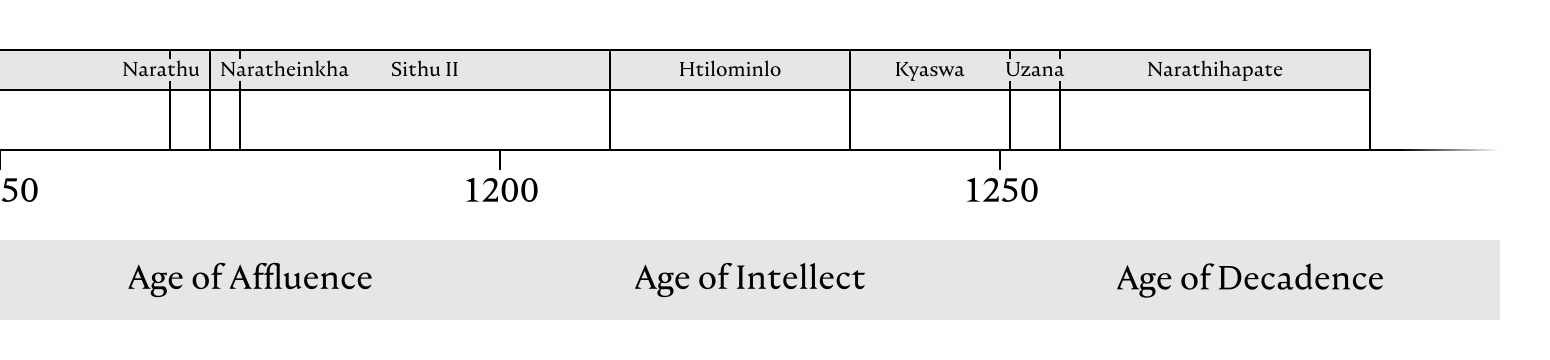 Narathu Naratheinkha Sithu II Htilominlo Kyaswa Uzana Narathihapate
50 1200 1250
Age of Affluence Age of Intellect Age of Decadence